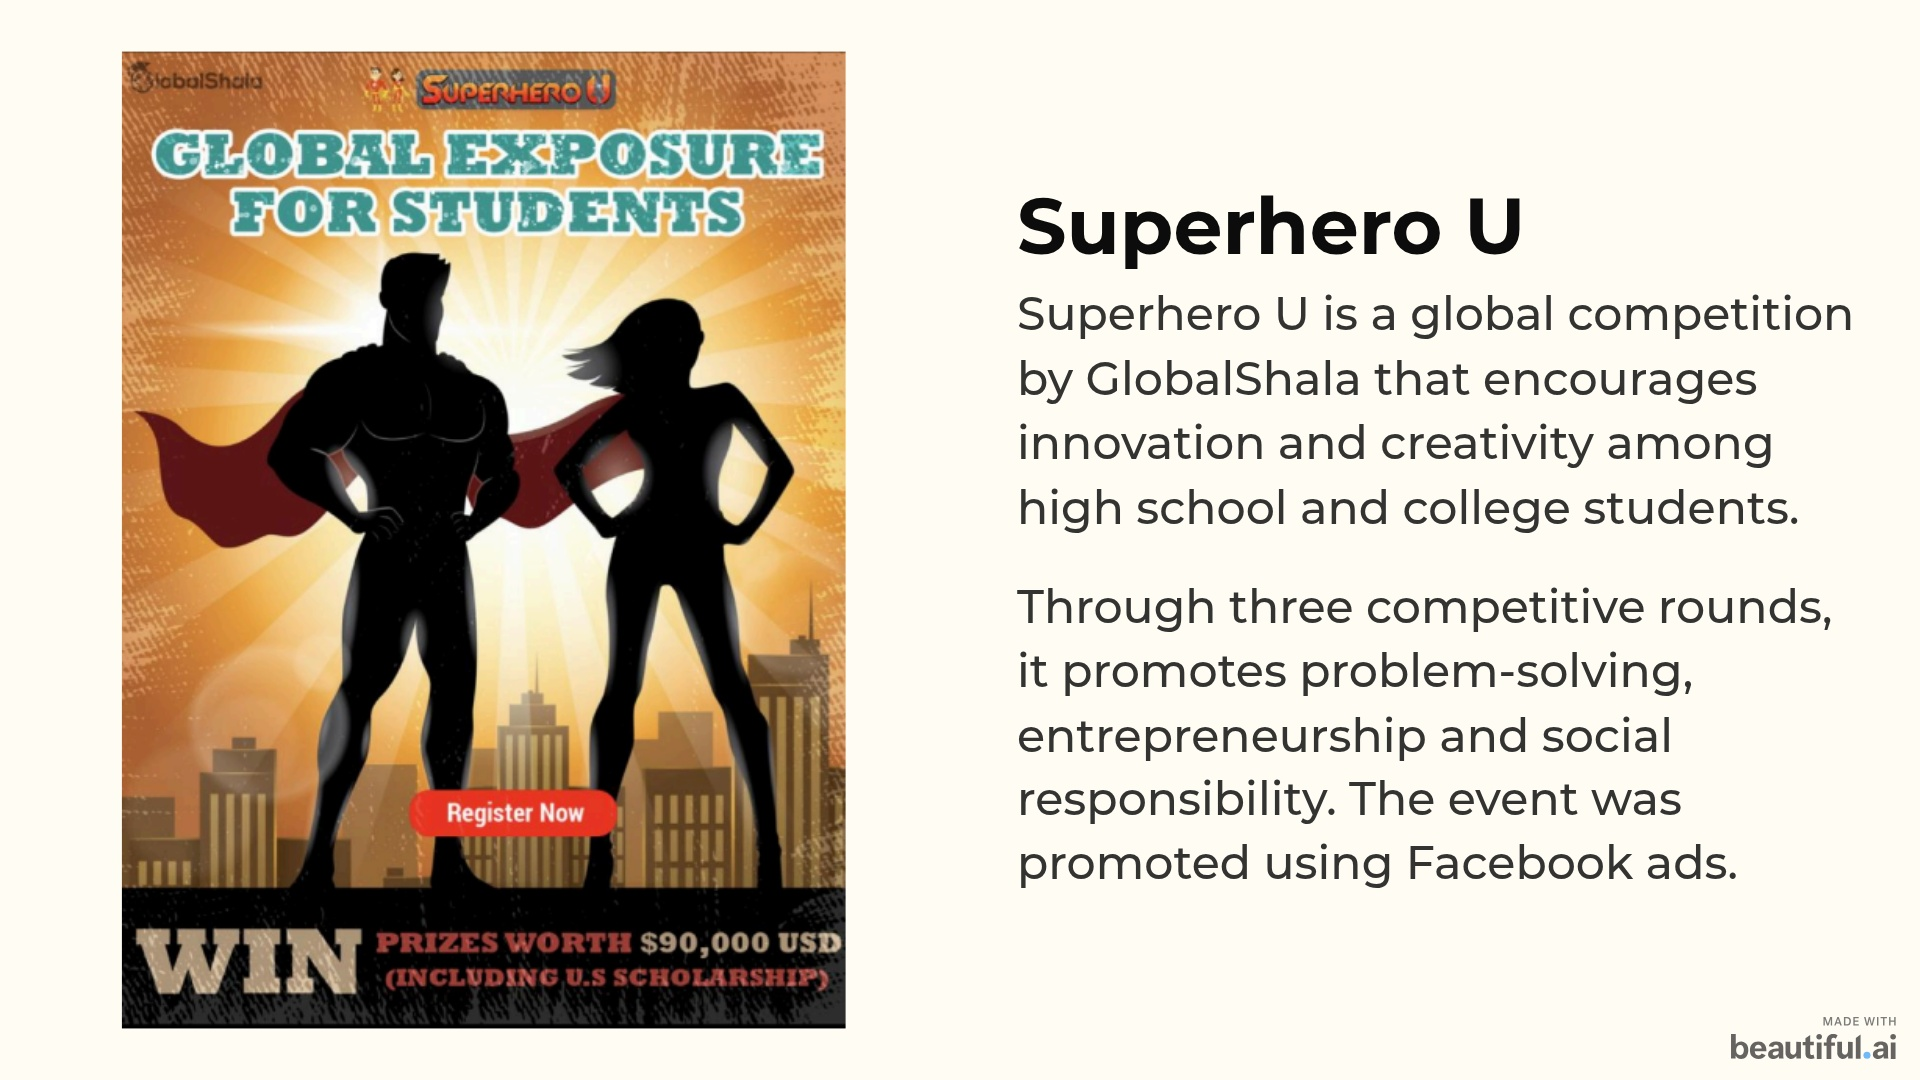 GlobalShala
SUPERHERO U
GLOBAL EXPOSURE
FOR STUDENTS
Register Now
WIN
PRIZES WORTH $90,000 USD
(INCLUDING U.S SCHOLARSHIP)
Superhero U
Superhero U is a global competition
by GlobalShala that encourages
innovation and creativity among
high school and college students.
Through three competitive rounds,
it promotes problem-solving,
entrepreneurship and social
responsibility. The event was
promoted using Facebook ads.
MADE WITH
beautiful.ai